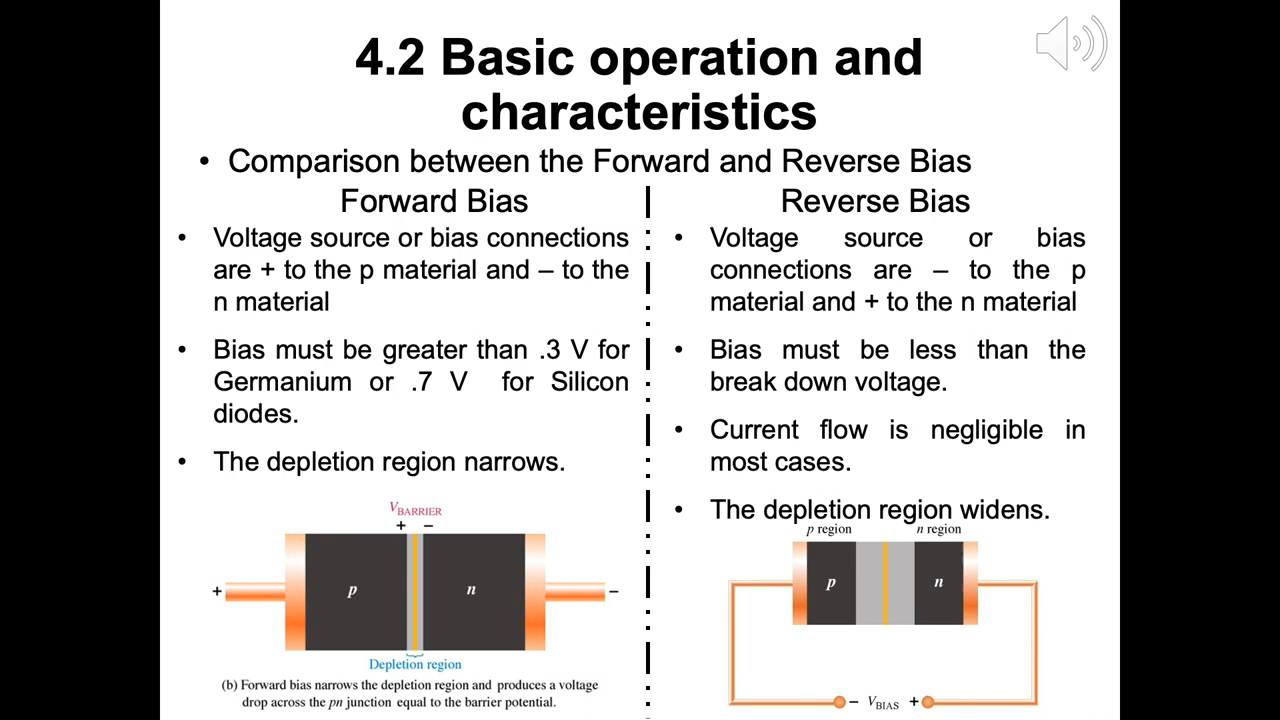 4.2 Basic operation and
characteristics
• Comparison between the Forward and Reverse Bias
Forward Bias
• Voltage source or bias connections
are + to the p material and – to the
n material
• Bias must be greater than .3 V for
Germanium or .7 V for Silicon
diodes.
• The depletion region narrows.
V BARRIER
+ –
+ p n –
Depletion region
(b) Forward bias narrows the depletion region and produces a voltage
drop across the pn junction equal to the barrier potential.
Reverse Bias
• Voltage source or bias
connections are – to the p
material and + to the n material
• Bias must be less than the
break down voltage.
• Current flow is negligible in
most cases.
• The depletion region widens.
p region n region
p n
– V BIAS +